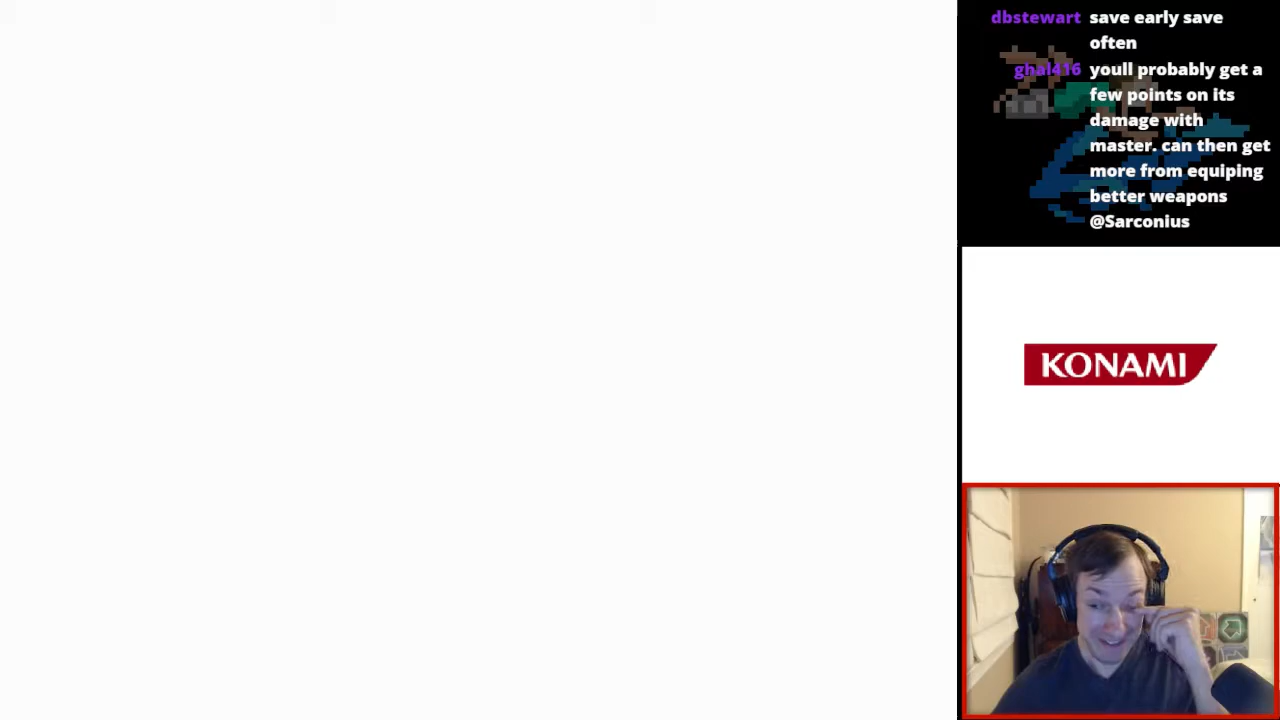 dbstewart save early save
often
ghal416 youll probably get a
few points on its
damage with
master. can then get
more from equiping
better weapons
@Sarconius
KONAMI